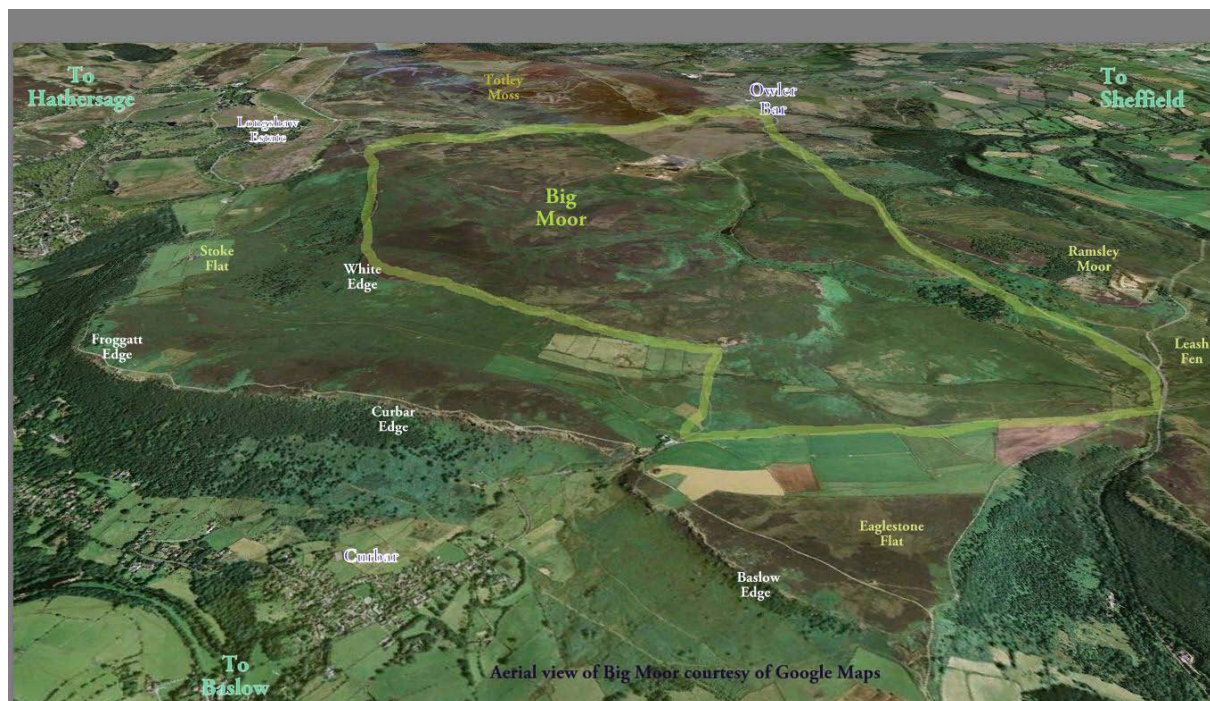 To
Hathersage
Totley
Moss
Owler
Bar
To
Sheffield
Longshaw
Estate
Big
Moor
Stoke
Flat
White
Edge
Ramsley
Moor
Froggatt
Edge
Leash
Fen
Curbar
Edge
Eaglestone
Flat
Curbar
Baslow
Edge
To
Baslow
Aerial view of Big Moor courtesy of Google Maps